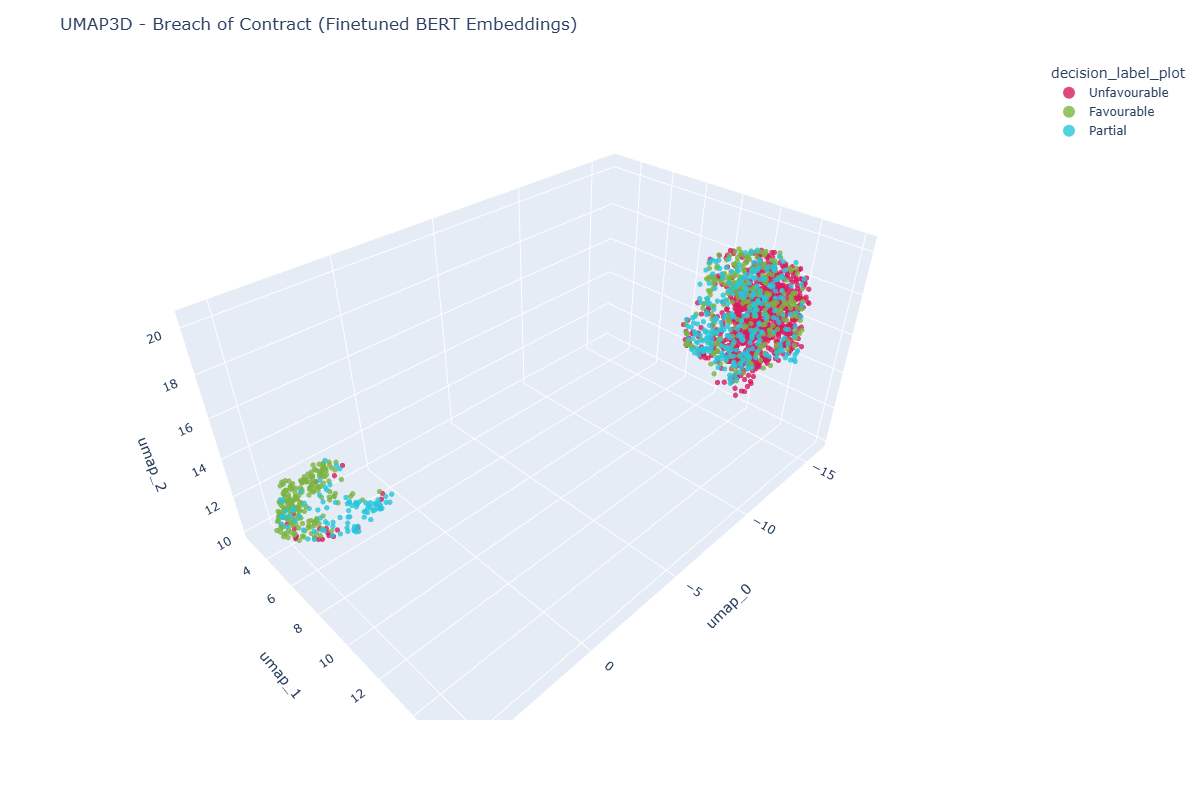 UMAP3D - Breach of Contract (Finetuned BERT Embeddings)
decision_label_plot
Unfavourable
Favourable
Partial
20
18
16
14
12
10
umap_2
4
6
8
10
12
umap_1
−15
−10
−5
0
umap_0